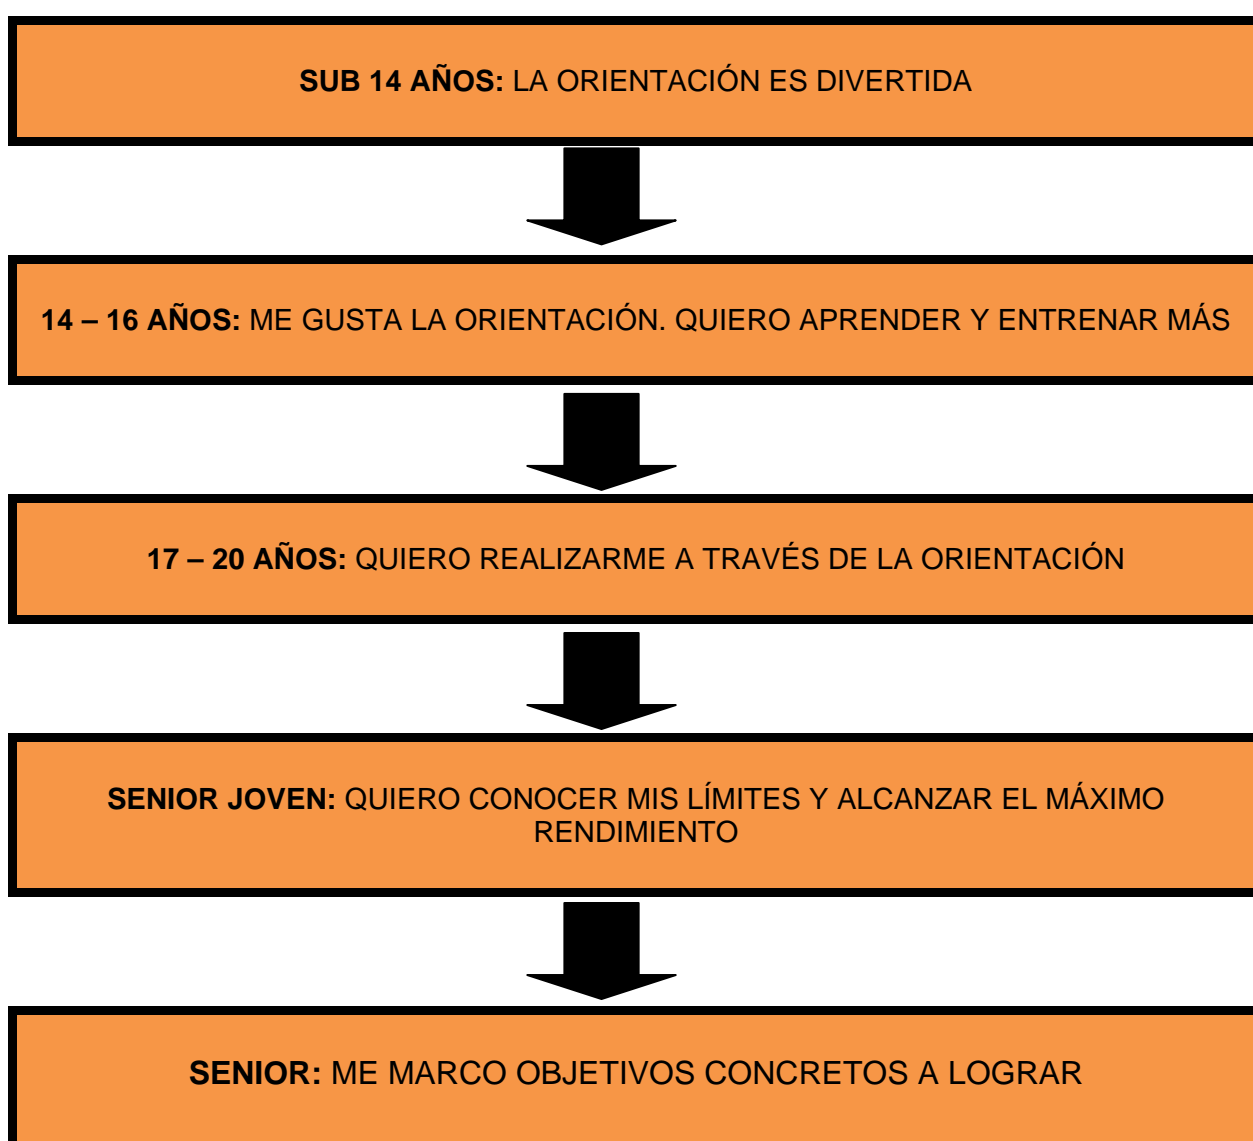 SUB 14 AÑOS: LA ORIENTACIÓN ES DIVERTIDA
14 – 16 AÑOS: ME GUSTA LA ORIENTACIÓN. QUIERO APRENDER Y ENTRENAR MÁS
17 – 20 AÑOS: QUIERO REALIZARME A TRAVÉS DE LA ORIENTACIÓN
SENIOR JOVEN: QUIERO CONOCER MIS LÍMITES Y ALCANZAR EL MÁXIMO
RENDIMIENTO
SENIOR: ME MARCO OBJETIVOS CONCRETOS A LOGRAR